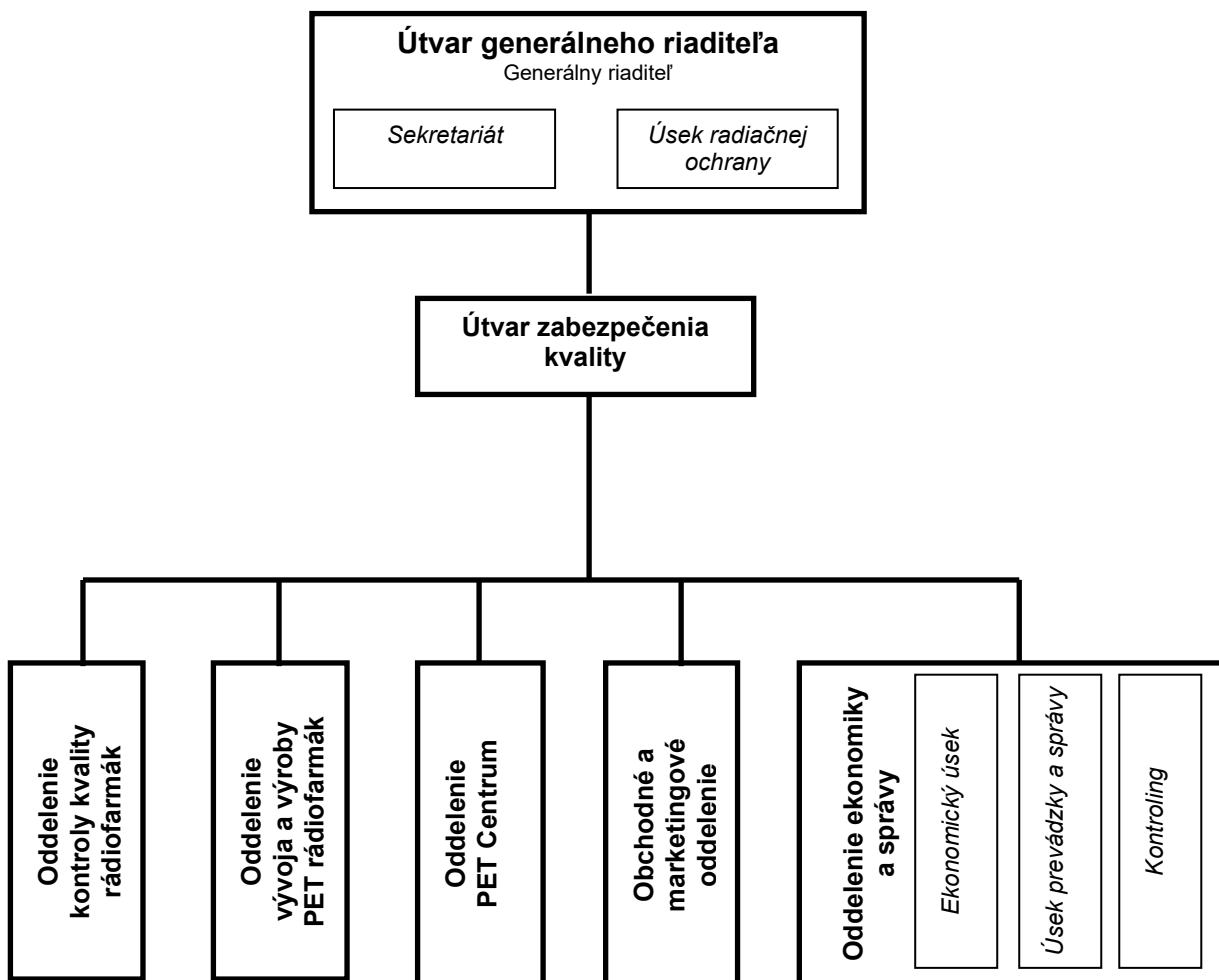 Útvar generálneho riaditeľa
Generálny riaditeľ
Sekretariát
Úsek radiačnej
ochrany
Útvar zabezpečenia
kvality
Oddelenie
kontroly kvality
rádiofarmák
Oddelenie
vývoja a výroby
PET rádiofarmák
Oddelenie
PET Centrum
Obchodné a
marketingové
oddelenie
Oddelenie ekonomiky
a správy
Ekonomický úsek
Úsek prevádzky a správy
Kontroling